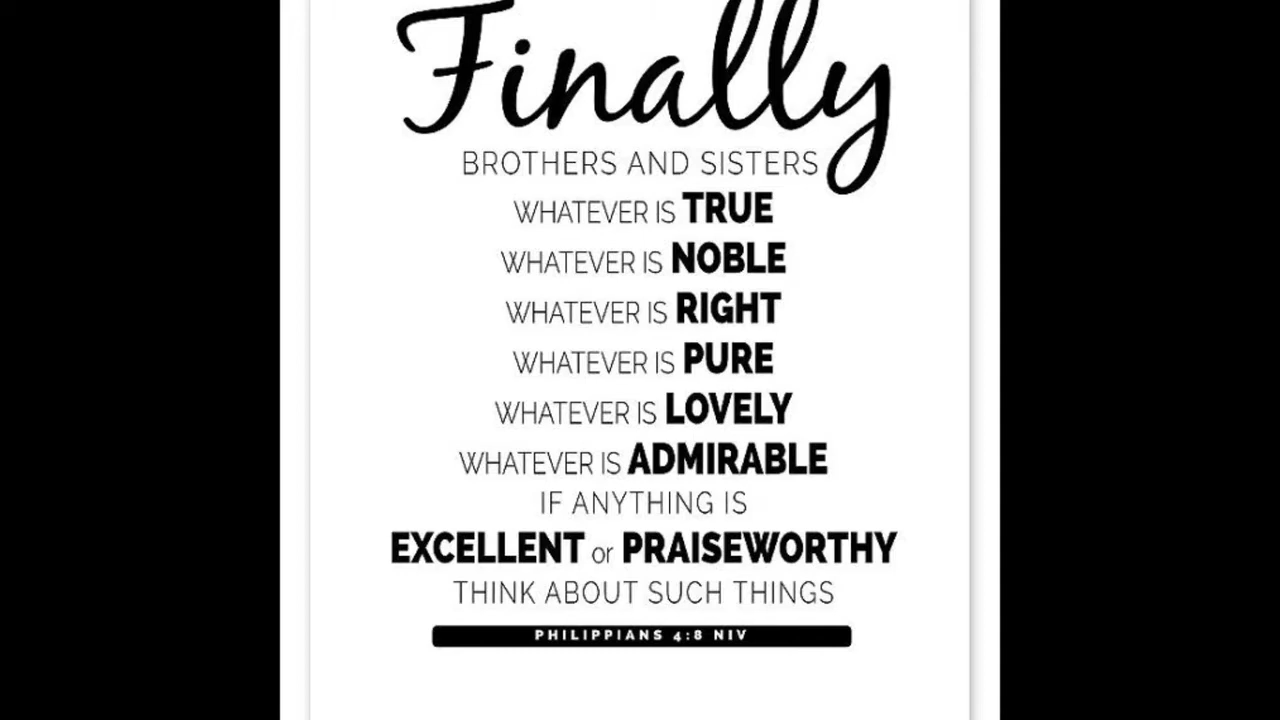 Finally
BROTHERS AND SISTERS
WHATEVER IS TRUE
WHATEVER IS NOBLE
WHATEVER IS RIGHT
WHATEVER IS PURE
WHATEVER IS LOVELY
WHATEVER IS ADMIRABLE
IF ANYTHING IS
EXCELLENT or PRAISEWORTHY
THINK ABOUT SUCH THINGS
PHILIPPIANS 4:8 NIV